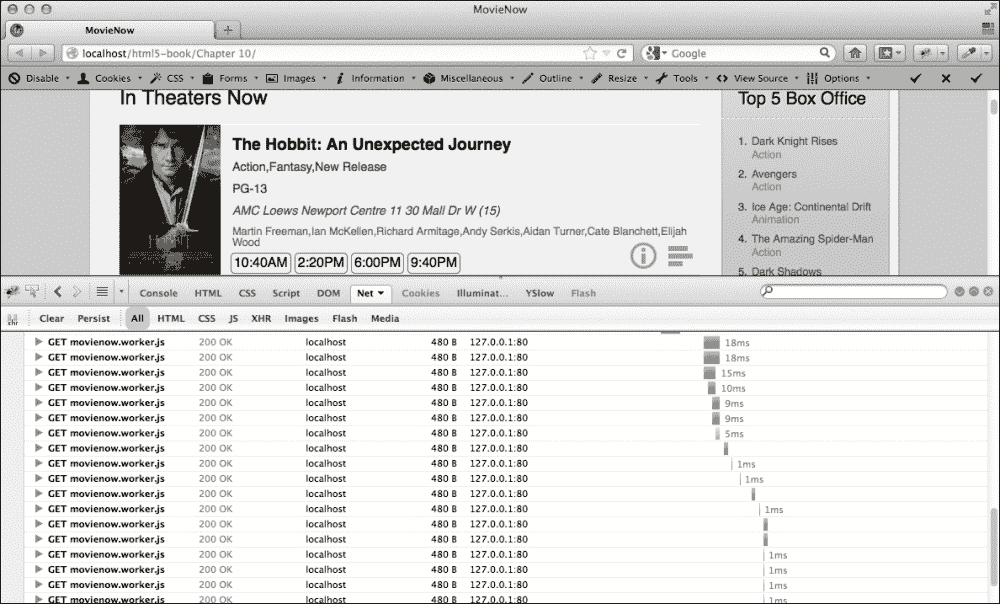 MovieNow
MovieNow
localhost/html5-book/Chapter 10/
Google
Disable Cookies CSS Forms Images Information Miscellaneous Outline Resize Tools View Source Options
In Theaters Now
The Hobbit: An Unexpected Journey
Action,Fantasy,New Release
PG-13
AMC Loews Newport Centre 11 30 Mall Dr W (15)
Martin Freeman,Ian McKellen,Richard Armitage,Andy Serkis,Aidan Turner,Cate Blanchett,Elijah
Wood
10:40AM 2:20PM 6:00PM 9:40PM
Top 5 Box Office
1. Dark Knight Rises
Action
2. Avengers
Action
3. Ice Age: Continental Drift
Animation
4. The Amazing Spider-Man
Action
5. Dark Shadows
Console HTML CSS Script DOM Net Cookies Illuminat... YSlow Flash
Clear Persist All HTML CSS JS XHR Images Flash Media
GET movienow.worker.js 200 OK localhost 480 B 127.0.0.1:80 18ms
GET movienow.worker.js 200 OK localhost 480 B 127.0.0.1:80 18ms
GET movienow.worker.js 200 OK localhost 480 B 127.0.0.1:80 15ms
GET movienow.worker.js 200 OK localhost 480 B 127.0.0.1:80 10ms
GET movienow.worker.js 200 OK localhost 480 B 127.0.0.1:80 9ms
GET movienow.worker.js 200 OK localhost 480 B 127.0.0.1:80 9ms
GET movienow.worker.js 200 OK localhost 480 B 127.0.0.1:80 5ms
GET movienow.worker.js 200 OK localhost 480 B 127.0.0.1:80
GET movienow.worker.js 200 OK localhost 480 B 127.0.0.1:80 1ms
GET movienow.worker.js 200 OK localhost 480 B 127.0.0.1:80 1ms
GET movienow.worker.js 200 OK localhost 480 B 127.0.0.1:80
GET movienow.worker.js 200 OK localhost 480 B 127.0.0.1:80 1ms
GET movienow.worker.js 200 OK localhost 480 B 127.0.0.1:80
GET movienow.worker.js 200 OK localhost 480 B 127.0.0.1:80
GET movienow.worker.js 200 OK localhost 480 B 127.0.0.1:80 1ms
GET movienow.worker.js 200 OK localhost 480 B 127.0.0.1:80 1ms
GET movienow.worker.js 200 OK localhost 480 B 127.0.0.1:80 1ms
GET movienow.worker.js 200 OK localhost 480 B 127.0.0.1:80 1ms